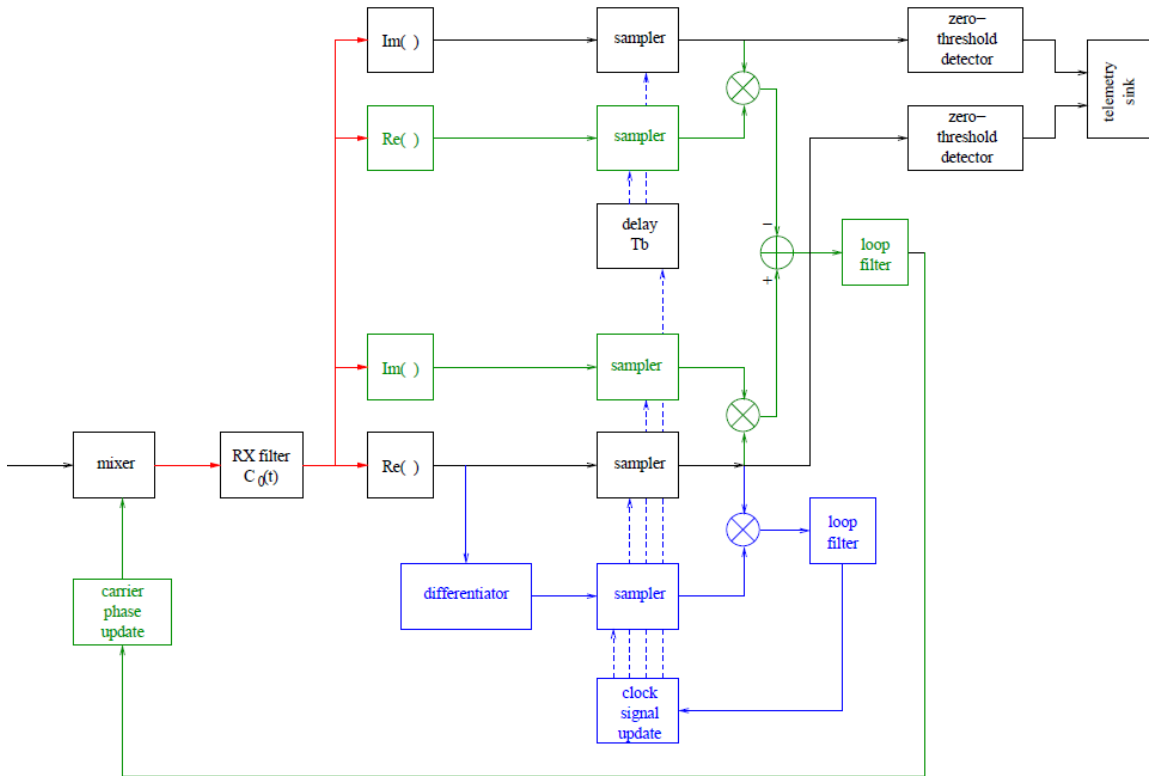 Im( )
sampler
zero–
threshold
detector
telemetry
sink
Re( )
sampler
zero–
threshold
detector
delay
Tb
–
+
loop
filter
Im( )
sampler
mixer
RX filter
C 0(t)
Re( )
sampler
loop
filter
carrier
phase
update
differentiator
sampler
clock
signal
update